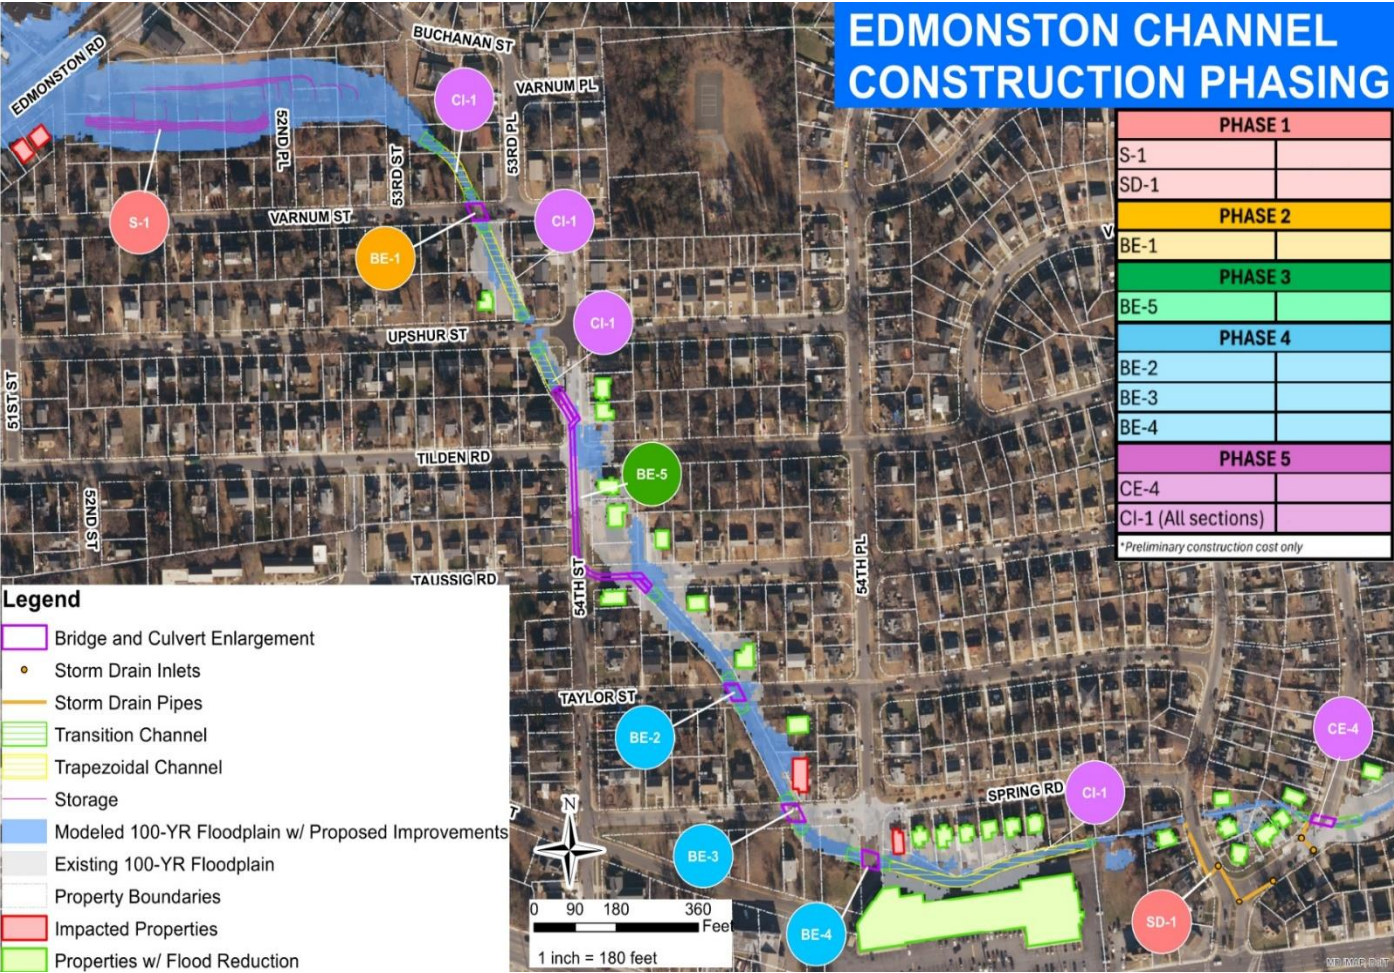 EDMONSTON CHANNEL
CONSTRUCTION PHASING
PHASE 1
S-1
SD-1
PHASE 2
BE-1
PHASE 3
BE-5
PHASE 4
BE-2
BE-3
BE-4
PHASE 5
CE-4
CI-1 (All sections)
*Preliminary construction cost only
EDMONSTON RD
BUCHANAN ST
CI-1
VARNUM PL
52ND PL
53RD ST
53RD PL
S-1
VARNUM ST
CI-1
BE-1
V
UPSHUR ST
CI-1
51ST ST
TILDEN RD
BE-5
52ND ST
TAUSSIG RD
54TH ST
54TH PL
TAYLOR ST
BE-2
CE-4
SPRING RD
CI-1
T
BE-3
SD-1
BE-4
Legend
Bridge and Culvert Enlargement
Storm Drain Inlets
Storm Drain Pipes
Transition Channel
Trapezoidal Channel
Storage
Modeled 100-YR Floodplain w/ Proposed Improvements
Existing 100-YR Floodplain
Property Boundaries
Impacted Properties
Properties w/ Flood Reduction
N
0 90 180 360
Feet
1 inch = 180 feet